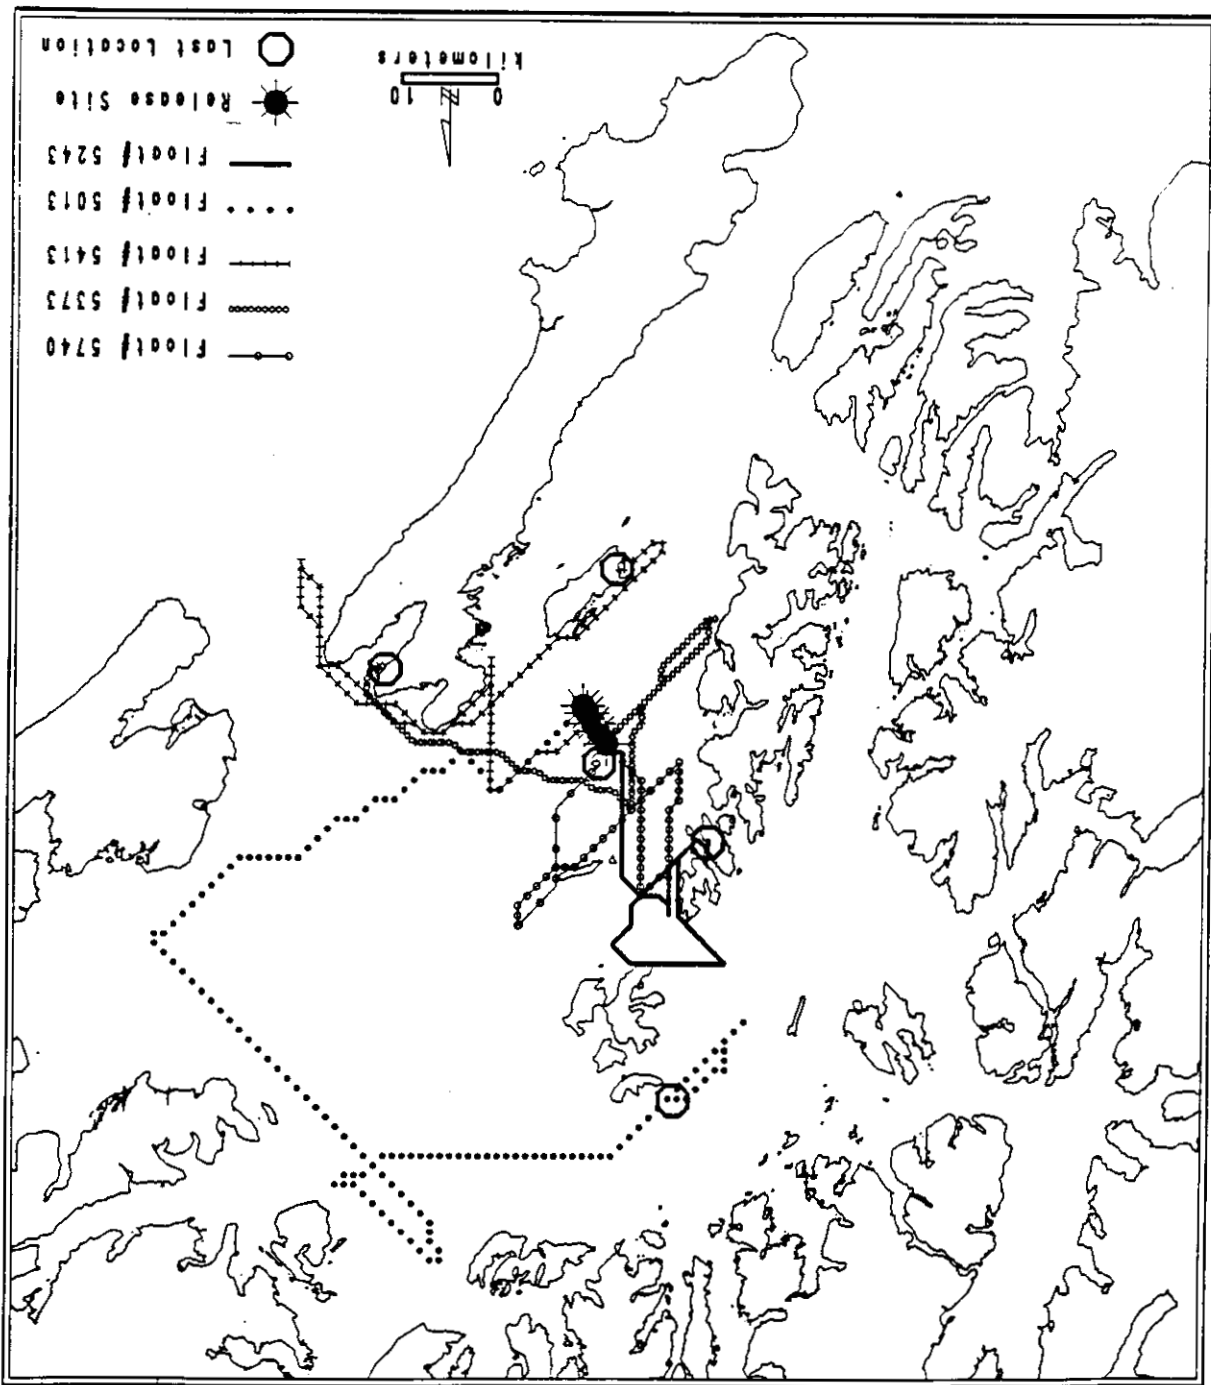 Float# 5740
Float# 5373
Float# 5413
Float# 5013
Float# 5243
Release Site
Last Location
0 10
kilometers